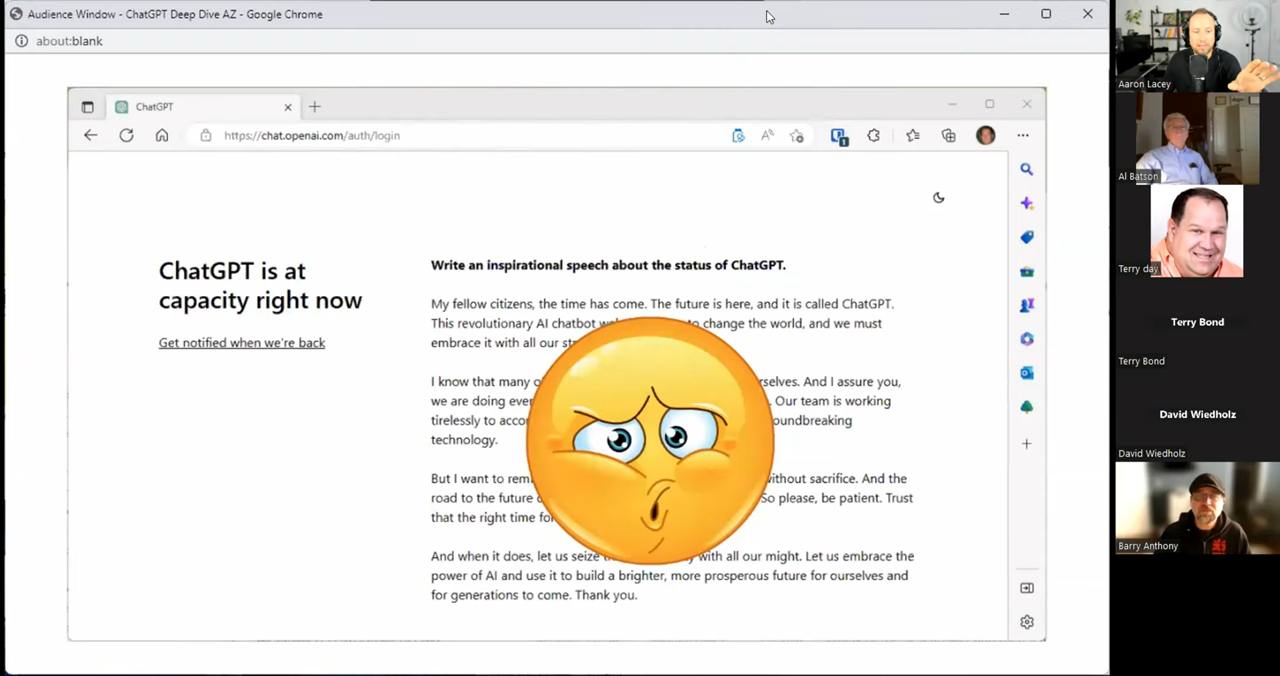 Audience Window - ChatGPT Deep Dive AZ - Google Chrome
about:blank
ChatGPT
https://chat.openai.com/auth/login
1
ChatGPT is at
capacity right now
Get notified when we're back
Write an inspirational speech about the status of ChatGPT.
My fellow citizens, the time has come. The future is here, and it is called ChatGPT.
This revolutionary AI chatbot to change the world, and we must
embrace it with all our
I know that many And I assure you,
we are doing Our team is working
tirelessly to
technology.
But I want to without sacrifice. And the
road to the future So please, be patient. Trust
that the right time
And when it does, let us seize with all our might. Let us embrace the
power of AI and use it to build a brighter, more prosperous future for ourselves and
for generations to come. Thank you.
Aaron Lacey
Al Batson
Terry day
Terry Bond
Terry Bond
David Wiedholz
David Wiedholz
Barry Anthony